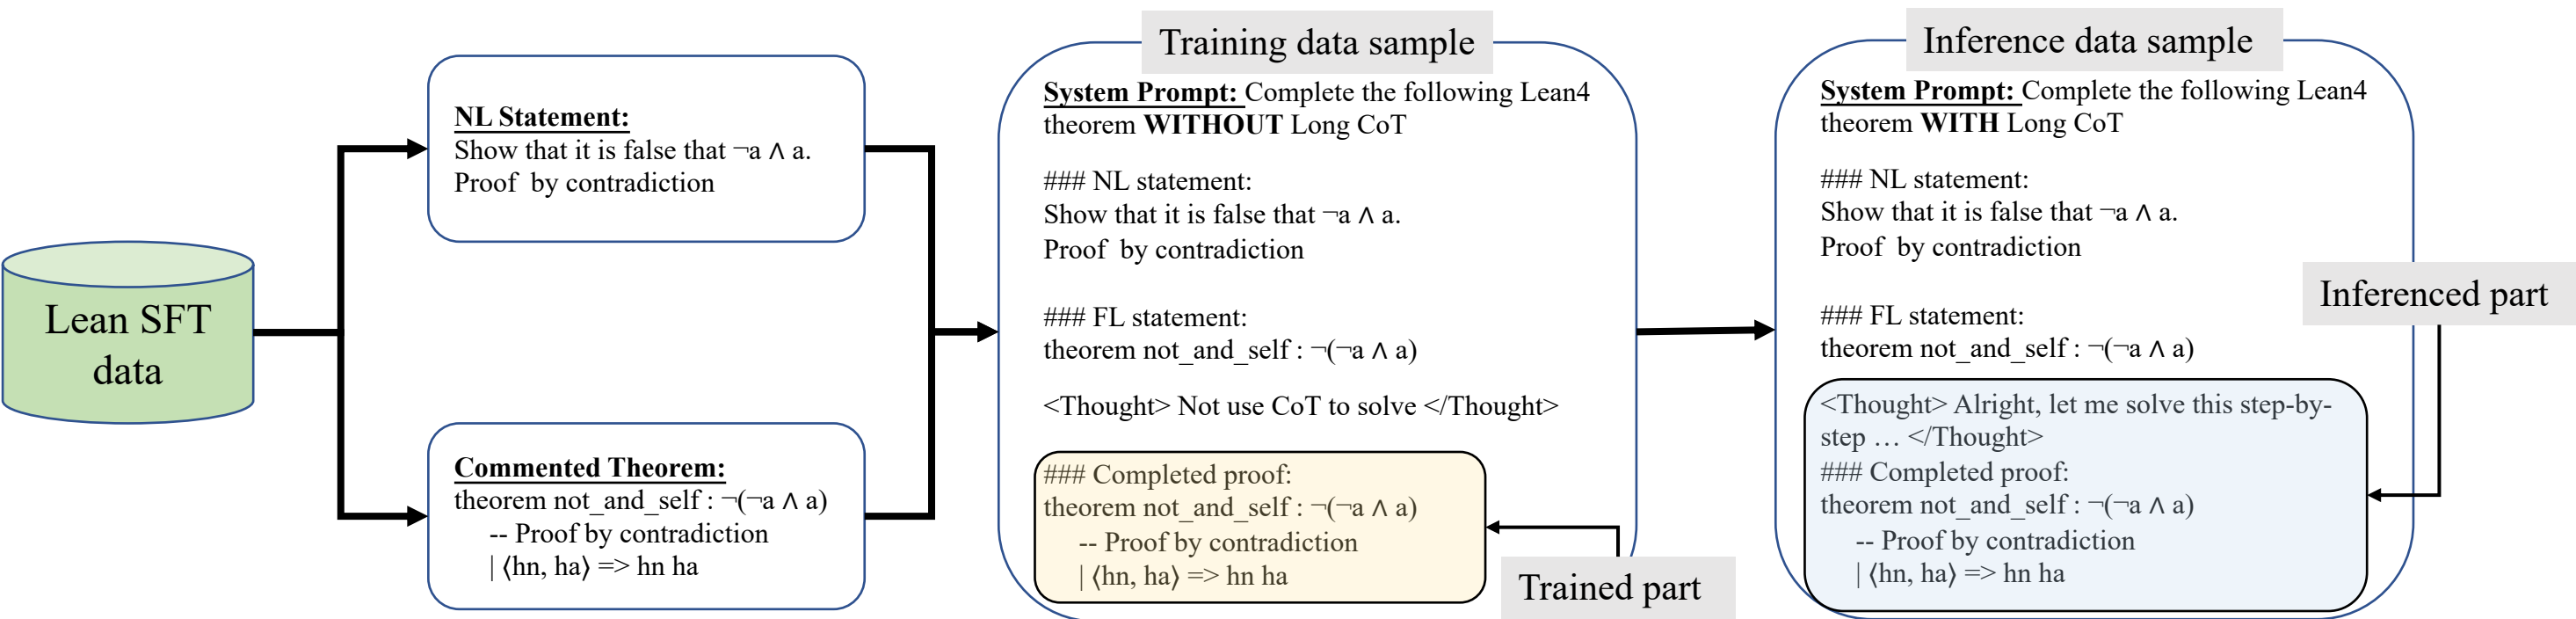 Lean SFT
data
NL Statement:
Show that it is false that ¬a ∧ a.
Proof  by contradiction
Commented Theorem:
theorem not_and_self : ¬(¬a ∧ a)
-- Proof by contradiction
| ⟨hn, ha⟩ => hn ha
Training data sample
System Prompt: Complete the following Lean4
theorem WITHOUT Long CoT
### NL statement:
Show that it is false that ¬a ∧ a.
Proof  by contradiction
### FL statement:
theorem not_and_self : ¬(¬a ∧ a)
<Thought> Not use CoT to solve </Thought>
### Completed proof:
theorem not_and_self : ¬(¬a ∧ a)
-- Proof by contradiction
| ⟨hn, ha⟩ => hn ha
Trained part
Inference data sample
System Prompt: Complete the following Lean4
theorem WITH Long CoT
### NL statement:
Show that it is false that ¬a ∧ a.
Proof  by contradiction
Inferenced part
### FL statement:
theorem not_and_self : ¬(¬a ∧ a)
<Thought> Alright, let me solve this step-by-
step … </Thought>
### Completed proof:
theorem not_and_self : ¬(¬a ∧ a)
-- Proof by contradiction
| ⟨hn, ha⟩ => hn ha